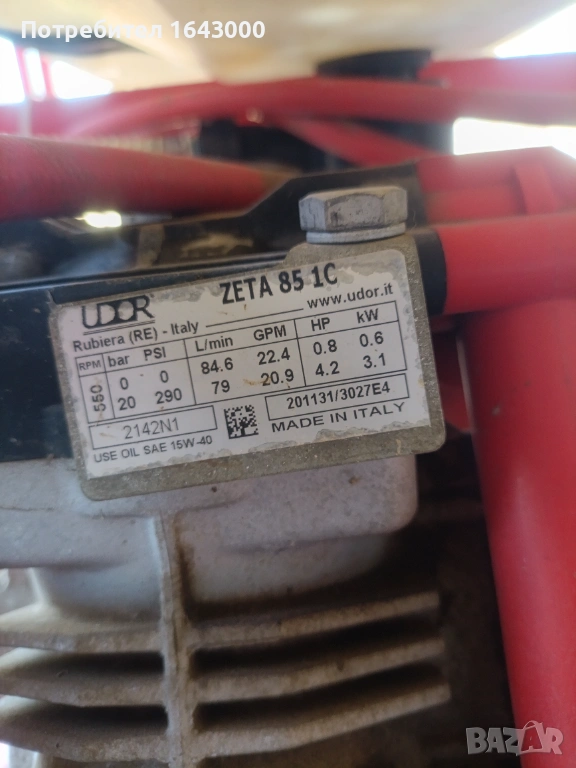 Потребител 1643000
UDOR ZETA 85 1C
Rubiera (RE) - Italy www.udor.it
RPM bar PSI L/min GPM HP kW
550 0 0 84.6 22.4 0.8 0.6
20 290 79 20.9 4.2 3.1
2142N1 201131/3027E4
USE OIL SAE 15W-40 MADE IN ITALY
BAZAR